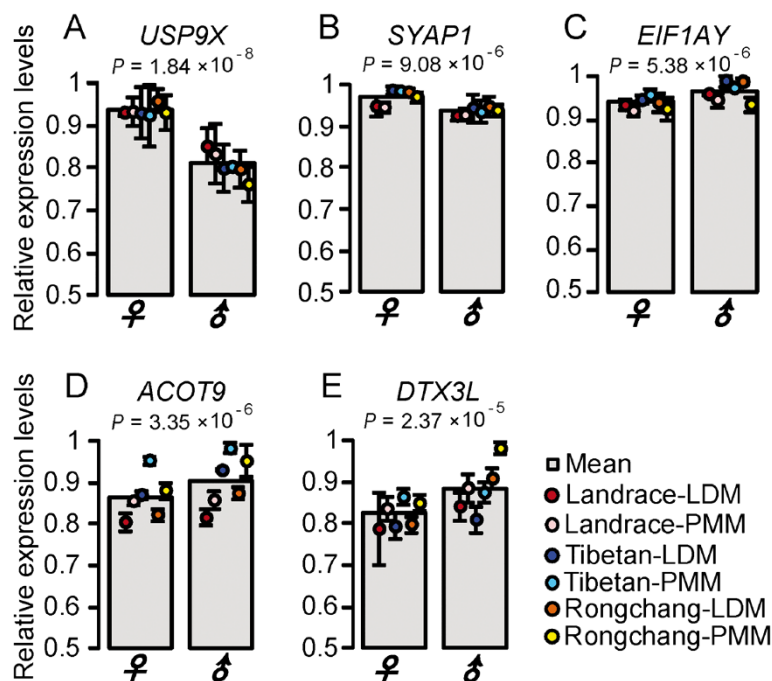 A USP9X
P = 1.84 ×10⁻⁸
Relative expression levels
1
0.9
0.8
0.7
0.6
0.5
♀ ♂
B SYAP1
P = 9.08 ×10⁻⁶
1
0.9
0.8
0.7
0.6
0.5
♀ ♂
C EIF1AY
P = 5.38 ×10⁻⁶
1
0.9
0.8
0.7
0.6
0.5
♀ ♂
D ACOT9
P = 3.35 ×10⁻⁶
Relative expression levels
1
0.9
0.8
0.7
0.6
0.5
♀ ♂
E DTX3L
P = 2.37 ×10⁻⁵
1
0.9
0.8
0.7
0.6
0.5
♀ ♂
Mean
Landrace-LDM
Landrace-PMM
Tibetan-LDM
Tibetan-PMM
Rongchang-LDM
Rongchang-PMM